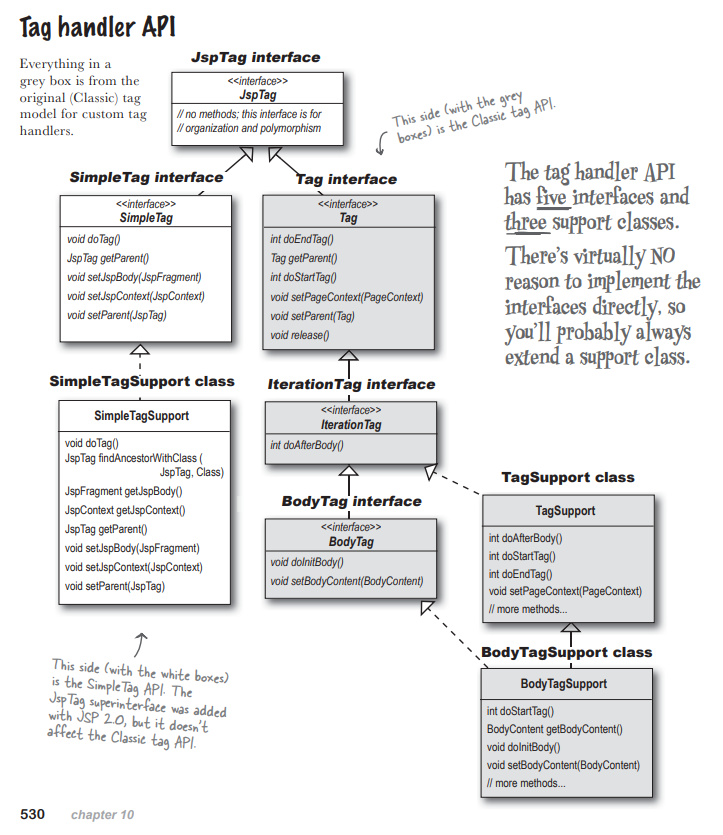 Tag handler API
Everything in a
grey box is from the
original (Classic) tag
model for custom tag
handlers.
JspTag interface
<<interface>>
JspTag
// no methods; this interface is for
// organization and polymorphism
This side (with the grey
boxes) is the Classic tag API.
The tag handler API
has five interfaces and
three support classes.
There's virtually NO
reason to implement the
interfaces directly, so
you'll probably always
extend a support class.
SimpleTag interface
<<interface>>
SimpleTag
void doTag()
JspTag getParent()
void setJspBody(JspFragment)
void setJspContext(JspContext)
void setParent(JspTag)
Tag interface
<<interface>>
Tag
int doEndTag()
Tag getParent()
int doStartTag()
void setPageContext(PageContext)
void setParent(Tag)
void release()
SimpleTagSupport class
SimpleTagSupport
void doTag()
JspTag findAncestorWithClass (
JspTag, Class)
JspFragment getJspBody()
JspContext getJspContext()
JspTag getParent()
void setJspBody(JspFragment)
void setJspContext(JspContext)
void setParent(JspTag)
IterationTag interface
<<interface>>
IterationTag
int doAfterBody()
BodyTag interface
<<interface>>
BodyTag
void doInitBody()
void setBodyContent(BodyContent)
TagSupport class
TagSupport
int doAfterBody()
int doStartTag()
int doEndTag()
void setPageContext(PageContext)
// more methods...
BodyTagSupport class
BodyTagSupport
int doStartTag()
BodyContent getBodyContent()
void doInitBody()
void setBodyContent(BodyContent)
// more methods...
This side (with the white boxes)
is the SimpleTag API. The
JspTag superinterface was added
with JSP 2.0, but it doesn't
affect the Classic tag API.
530 chapter 10